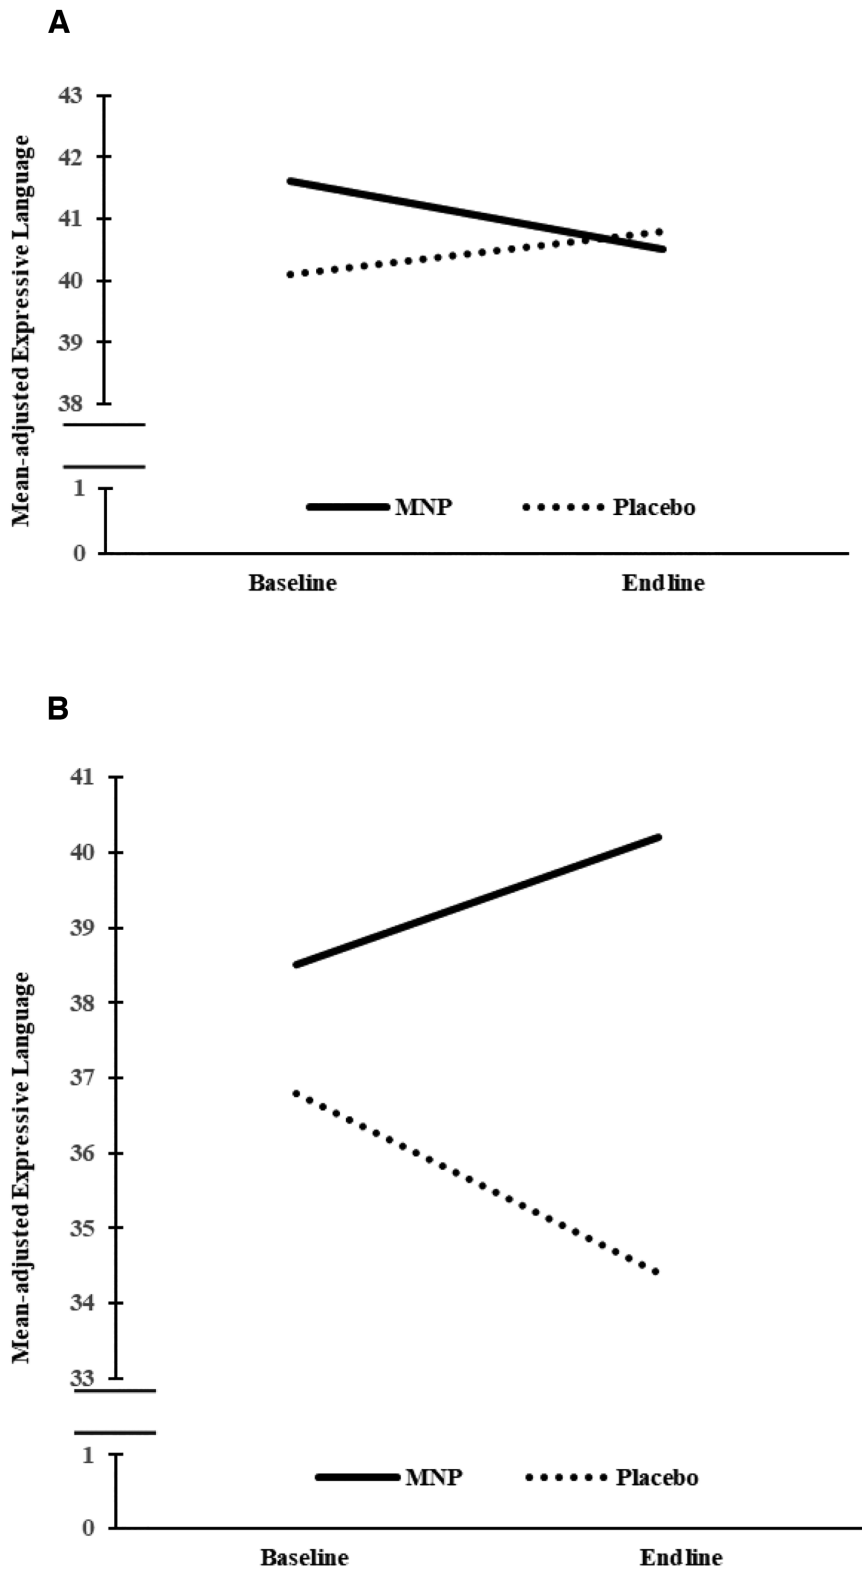 A
Mean-adjusted Expressive Language
43
42
41
40
39
38
1
0
MNP
Placebo
Baseline
Endline
B
Mean-adjusted Expressive Language
41
40
39
38
37
36
35
34
33
1
0
MNP
Placebo
Baseline
Endline